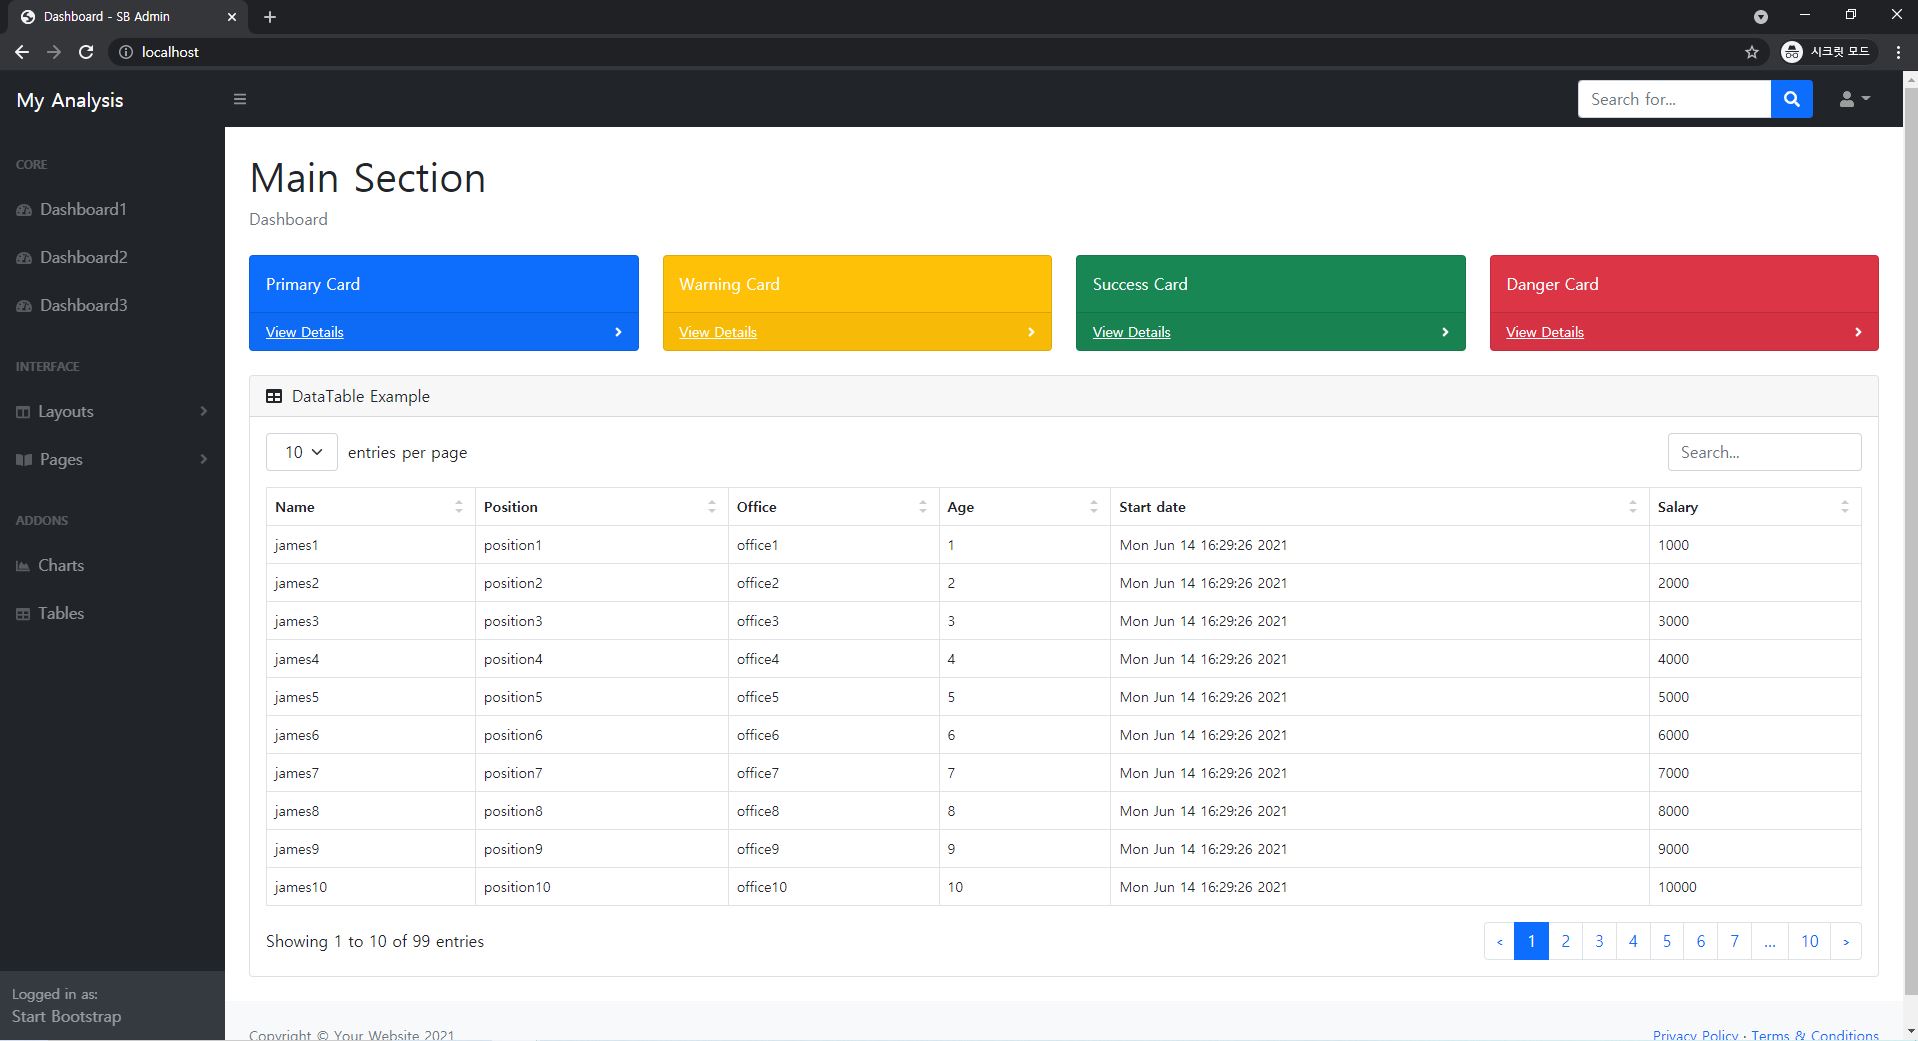 Dashboard - SB Admin
localhost
시크릿 모드
My Analysis
Search for...
CORE
Dashboard1
Dashboard2
Dashboard3
INTERFACE
Layouts
Pages
ADDONS
Charts
Tables
Logged in as:
Start Bootstrap
Main Section
Dashboard
Primary Card
View Details
Warning Card
View Details
Success Card
View Details
Danger Card
View Details
DataTable Example
10 entries per page
Search...
Name Position Office Age Start date Salary
james1 position1 office1 1 Mon Jun 14 16:29:26 2021 1000
james2 position2 office2 2 Mon Jun 14 16:29:26 2021 2000
james3 position3 office3 3 Mon Jun 14 16:29:26 2021 3000
james4 position4 office4 4 Mon Jun 14 16:29:26 2021 4000
james5 position5 office5 5 Mon Jun 14 16:29:26 2021 5000
james6 position6 office6 6 Mon Jun 14 16:29:26 2021 6000
james7 position7 office7 7 Mon Jun 14 16:29:26 2021 7000
james8 position8 office8 8 Mon Jun 14 16:29:26 2021 8000
james9 position9 office9 9 Mon Jun 14 16:29:26 2021 9000
james10 position10 office10 10 Mon Jun 14 16:29:26 2021 10000
Showing 1 to 10 of 99 entries
< 1 2 3 4 5 6 7 ... 10 >
Copyright © Your Website 2021
Privacy Policy · Terms & Conditions